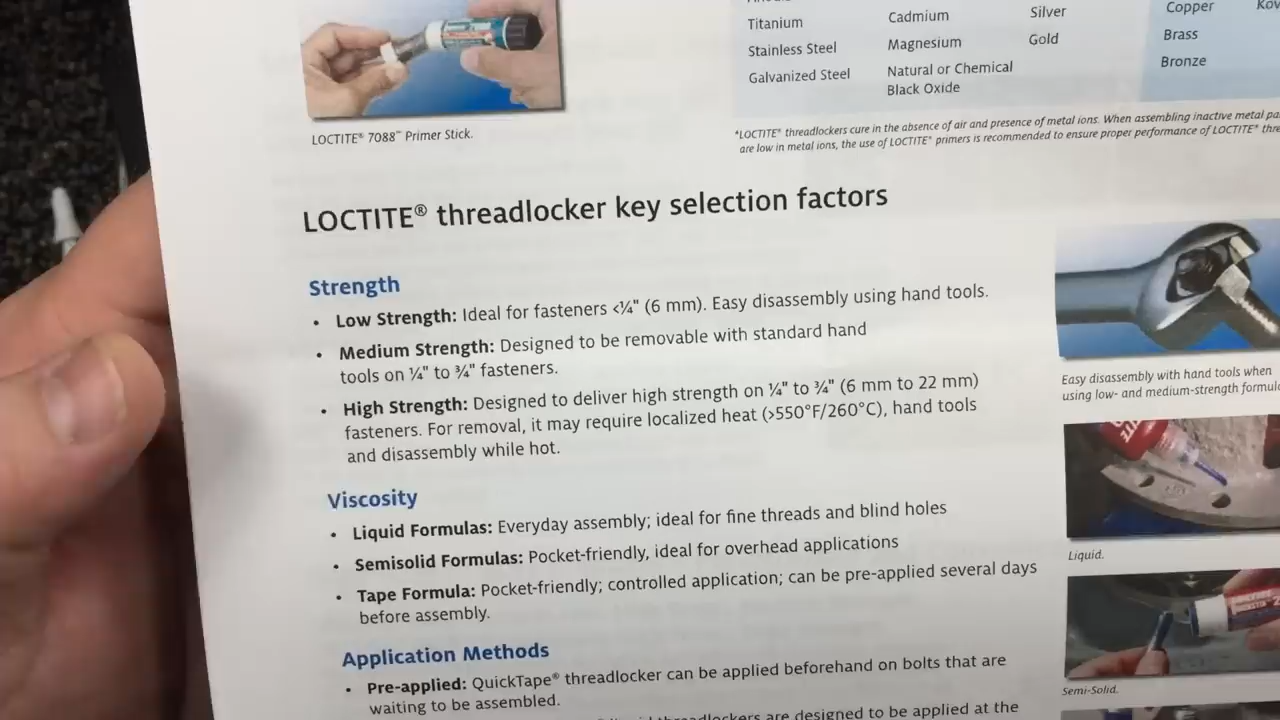 Titanium
Stainless Steel
Galvanized Steel
Cadmium
Magnesium
Natural or Chemical
Black Oxide
Silver
Gold
Copper
Brass
Bronze
LOCTITE® 7088™ Primer Stick.
*LOCTITE® threadlockers cure in the absence of air and presence of metal ions. When assembling inactive metal
are low in metal ions, the use of LOCTITE® primers is recommended to ensure proper performance of LOCTITE®
LOCTITE® threadlocker key selection factors
Strength
• Low Strength: Ideal for fasteners <¼" (6 mm). Easy disassembly using hand tools.
• Medium Strength: Designed to be removable with standard hand
tools on ¼" to ¾" fasteners.
• High Strength: Designed to deliver high strength on ¼" to ¾" (6 mm to 22 mm)
fasteners. For removal, it may require localized heat (>550°F/260°C), hand tools
and disassembly while hot.
Easy disassembly with hand tools when
using low- and medium-strength
Viscosity
• Liquid Formulas: Everyday assembly; ideal for fine threads and blind holes
• Semisolid Formulas: Pocket-friendly, ideal for overhead applications
• Tape Formula: Pocket-friendly; controlled application; can be pre-applied several days
before assembly.
Liquid.
Application Methods
• Pre-applied: QuickTape® threadlocker can be applied beforehand on bolts that are
waiting to be assembled.
threadlockers are designed to be applied at the
Semi-Solid.